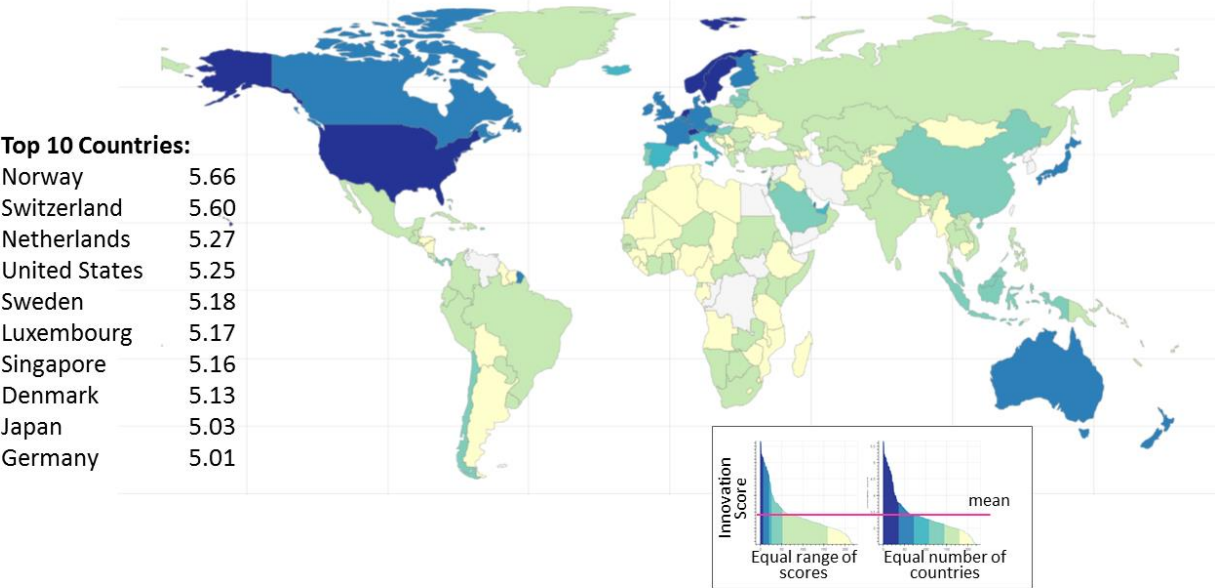 Top 10 Countries:
Norway 5.66
Switzerland 5.60
Netherlands 5.27
United States 5.25
Sweden 5.18
Luxembourg 5.17
Singapore 5.16
Denmark 5.13
Japan 5.03
Germany 5.01
Innovation
Score
mean
Equal range of
scores
Equal number of
countries